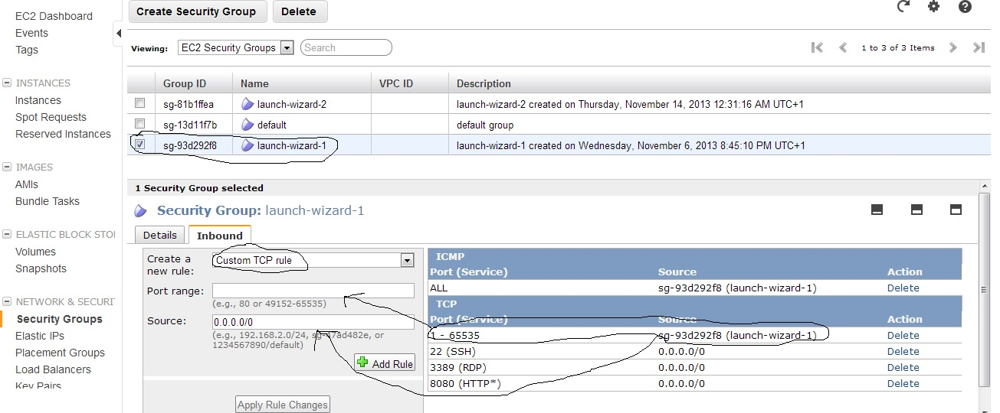 Create Security Group Delete
EC2 Dashboard
Events
Tags
Viewing: EC2 Security Groups Search 1 to 3 of 3 Items
INSTANCES
Instances
Spot Requests
Reserved Instances
IMAGES
AMIs
Bundle Tasks
ELASTIC BLOCK STO
Volumes
Snapshots
NETWORK & SECURIT
Security Groups
Elastic IPs
Placement Groups
Load Balancers
Key Pairs
Group ID Name VPC ID Description
sg-81b1ffea launch-wizard-2 launch-wizard-2 created on Thursday, November 14, 2013 12:31:16 AM UTC+1
sg-13d11f7b default default group
sg-93d292f8 launch-wizard-1 launch-wizard-1 created on Wednesday, November 6, 2013 8:45:10 PM UTC+1
1 Security Group selected
Security Group: launch-wizard-1
Details Inbound
Create a
new rule: Custom TCP rule
Port range:
(e.g., 80 or 49152-65535)
Source: 0.0.0.0/0
(e.g., 192.168.2.0/24, sg-47ad482e, or
1234567890/default)
Add Rule
Apply Rule Changes
ICMP
Port (Service) Source Action
ALL sg-93d292f8 (launch-wizard-1) Delete
TCP
Port (Service) Source Action
1 - 65535 sg-93d292f8 (launch-wizard-1) Delete
22 (SSH) 0.0.0.0/0 Delete
3389 (RDP) 0.0.0.0/0 Delete
8080 (HTTP*) 0.0.0.0/0 Delete